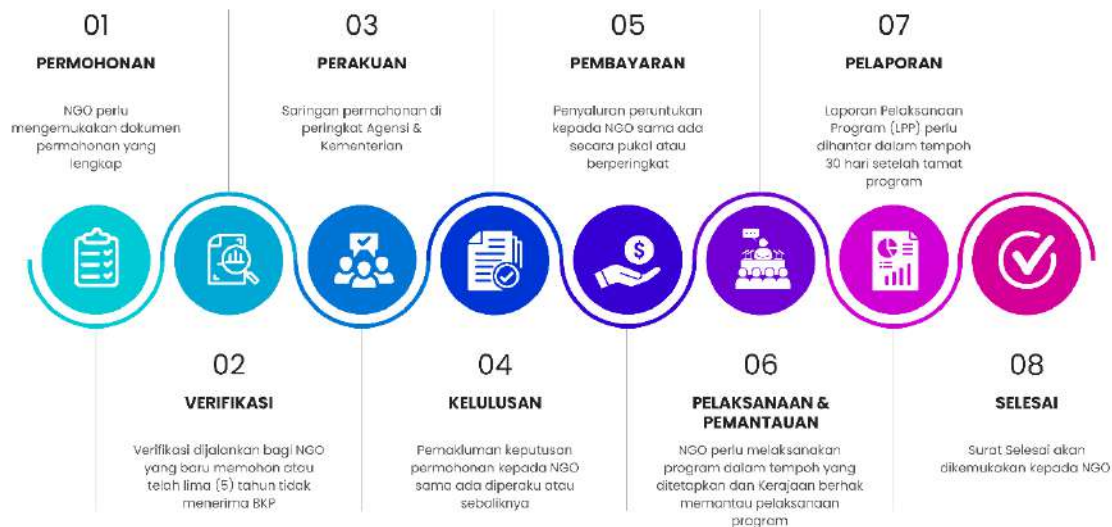 01
PERMOHONAN
NGO perlu
mengemukakan dokumen
permohonan yang
lengkap
02
VERIFIKASI
Verifikasi dijalankan bagi NGO
yang baru memohon atau
telah lima (5) tahun tidak
menerima BKP
03
PERAKUAN
Saringan permohonan di
peringkat Agensi &
Kementerian
04
KELULUSAN
Pemakluman keputusan
permohonan kepada NGO
sama ada diperaku atau
sebaliknya
05
PEMBAYARAN
Penyaluran peruntukan
kepada NGO sama ada
secara pukal atau
berperingkat
06
PELAKSANAAN &
PEMANTAUAN
NGO perlu melaksanakan
program dalam tempoh yang
ditetapkan dan Kerajaan berhak
memantau pelaksanaan
program
07
PELAPORAN
Laporan Pelaksanaan
Program (LPP) perlu
dihantar dalam tempoh
30 hari setelah tamat
program
08
SELESAI
Surat Selesai akan
dikemukakan kepada NGO
$